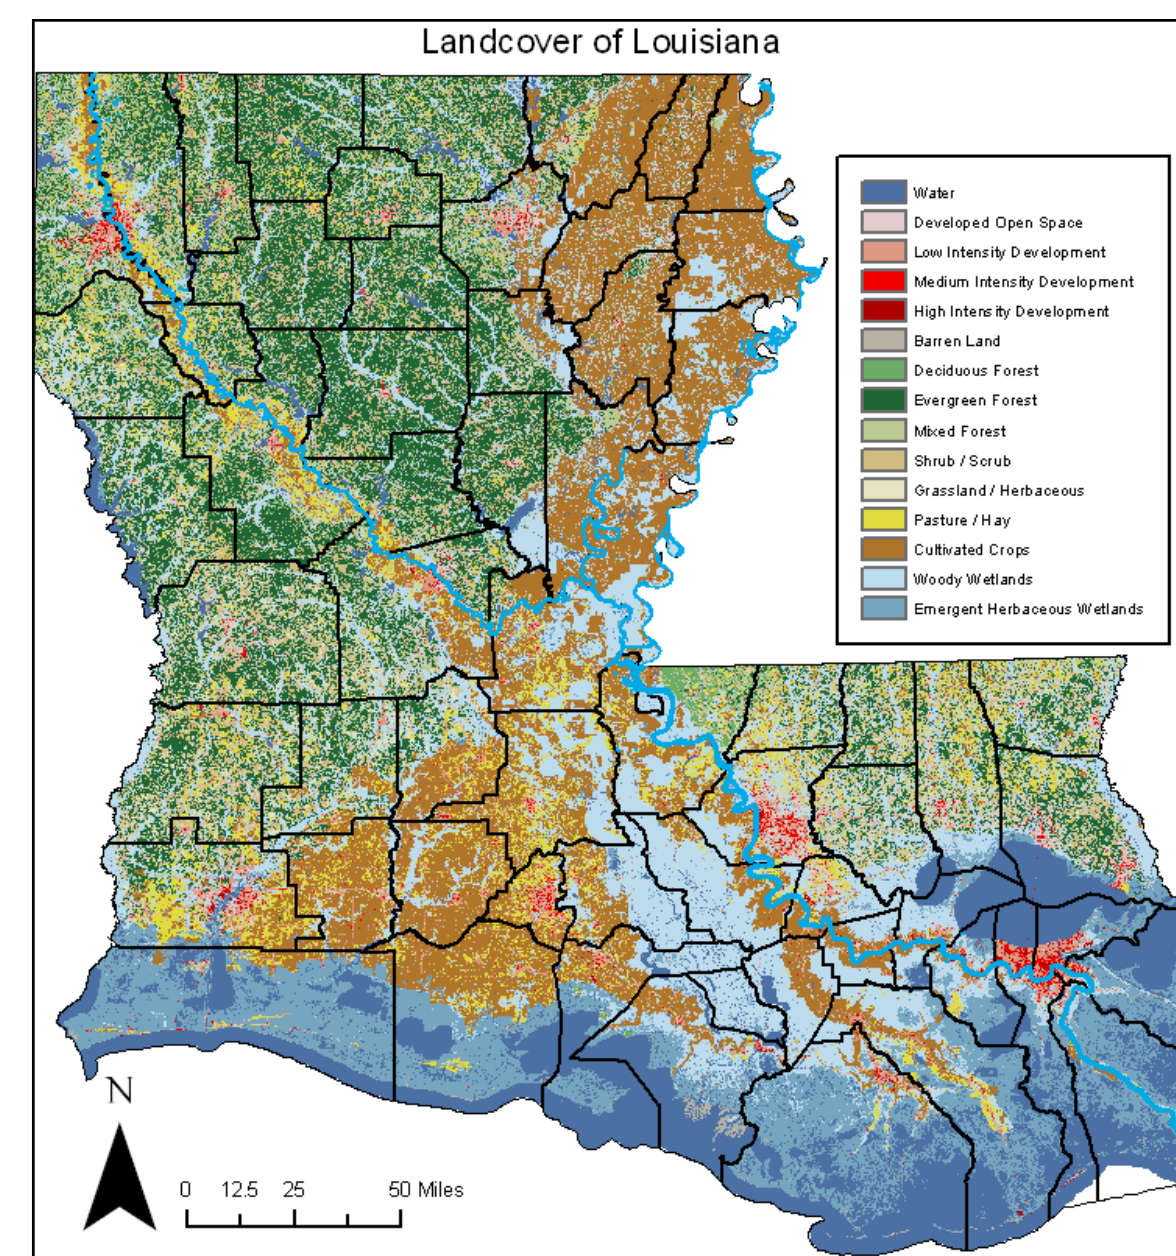 Landcover of Louisiana
Water
Developed Open Space
Low Intensity Development
Medium Intensity Development
High Intensity Development
Barren Land
Deciduous Forest
Evergreen Forest
Mixed Forest
Shrub / Scrub
Grassland / Herbaceous
Pasture / Hay
Cultivated Crops
Woody Wetlands
Emergent Herbaceous Wetlands
N
0 12.5 25 50 Miles